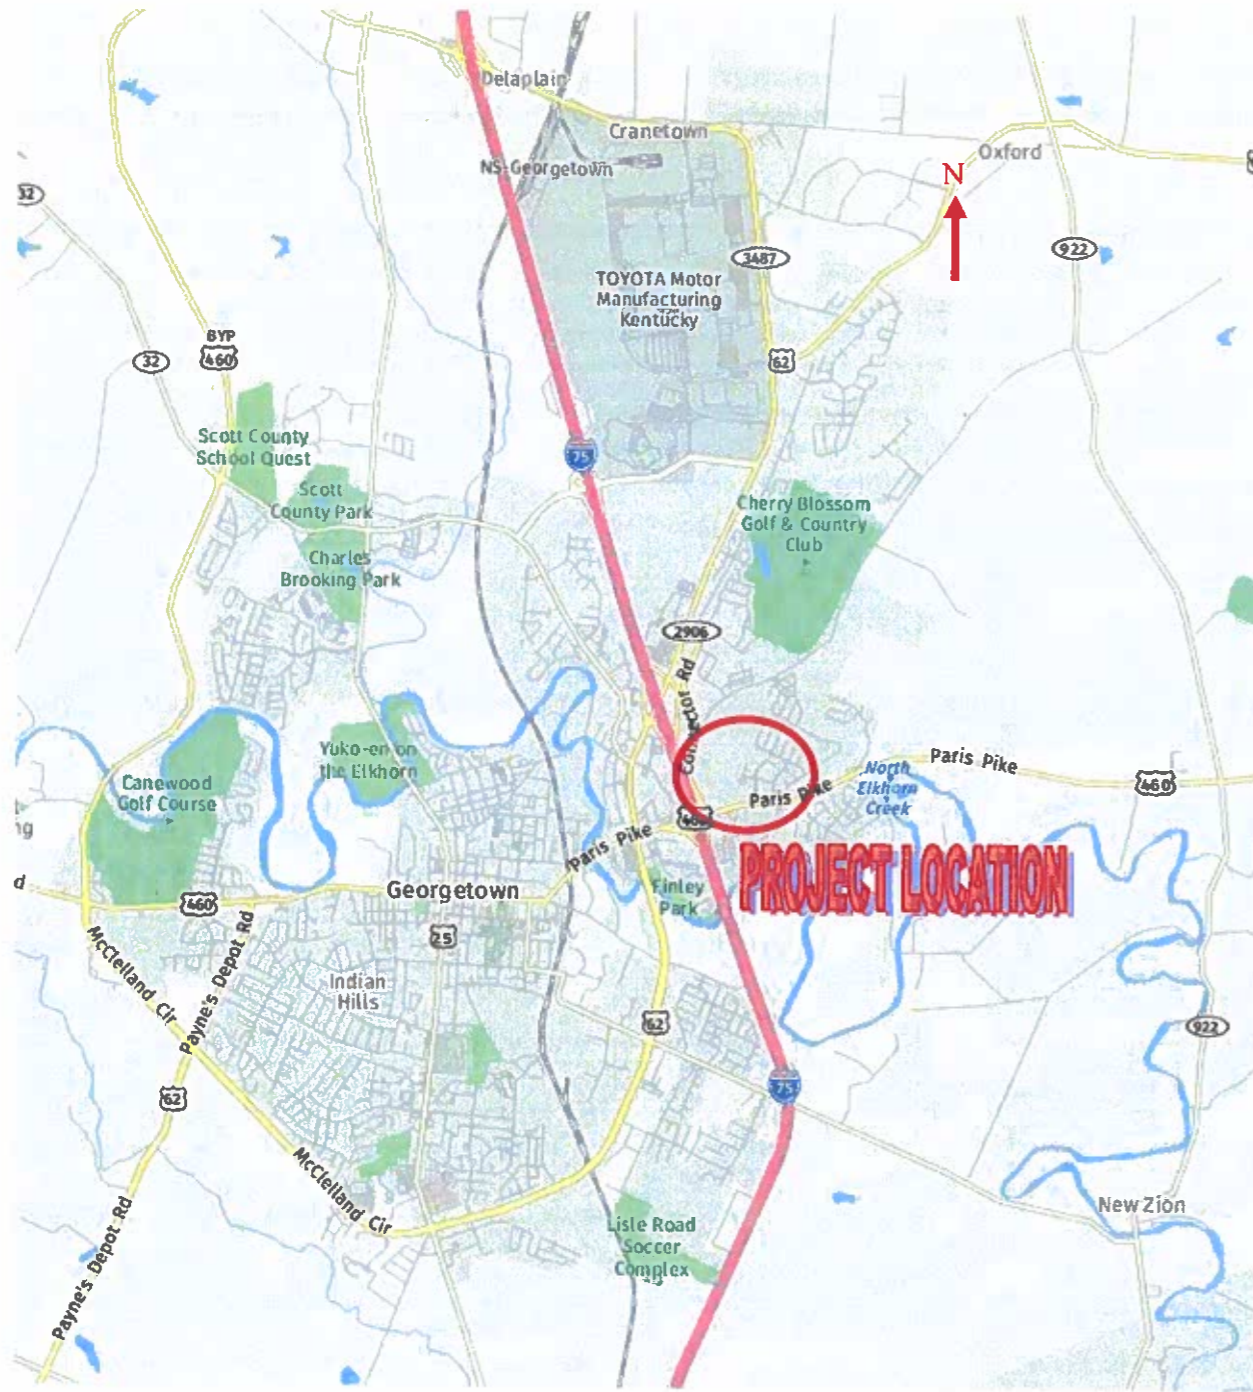 Delaplain
Cranetown
Oxford
NS-Georgetown
N
32
922
3487
TOYOTA Motor
Manufacturing
Kentucky
BYP
460
32
62
Scott County
School Quest
75
Scott
County Park
Cherry Blossom
Golf & Country
Club
Charles
Brooking Park
2906
Connector Rd
Yuko-en on
the Elkhorn
Paris Pike
North
Elkhorn
Creek
460
Canewood
Golf Course
Paris Pike
460
Paris Pike
PROJECT LOCATION
d
Georgetown
Finley
Park
460
25
McClelland Cir
Payne's Depot Rd
Indian
Hills
62
922
75
62
McClelland Cir
Payne's Depot Rd
New Zion
Lisle Road
Soccer
Complex